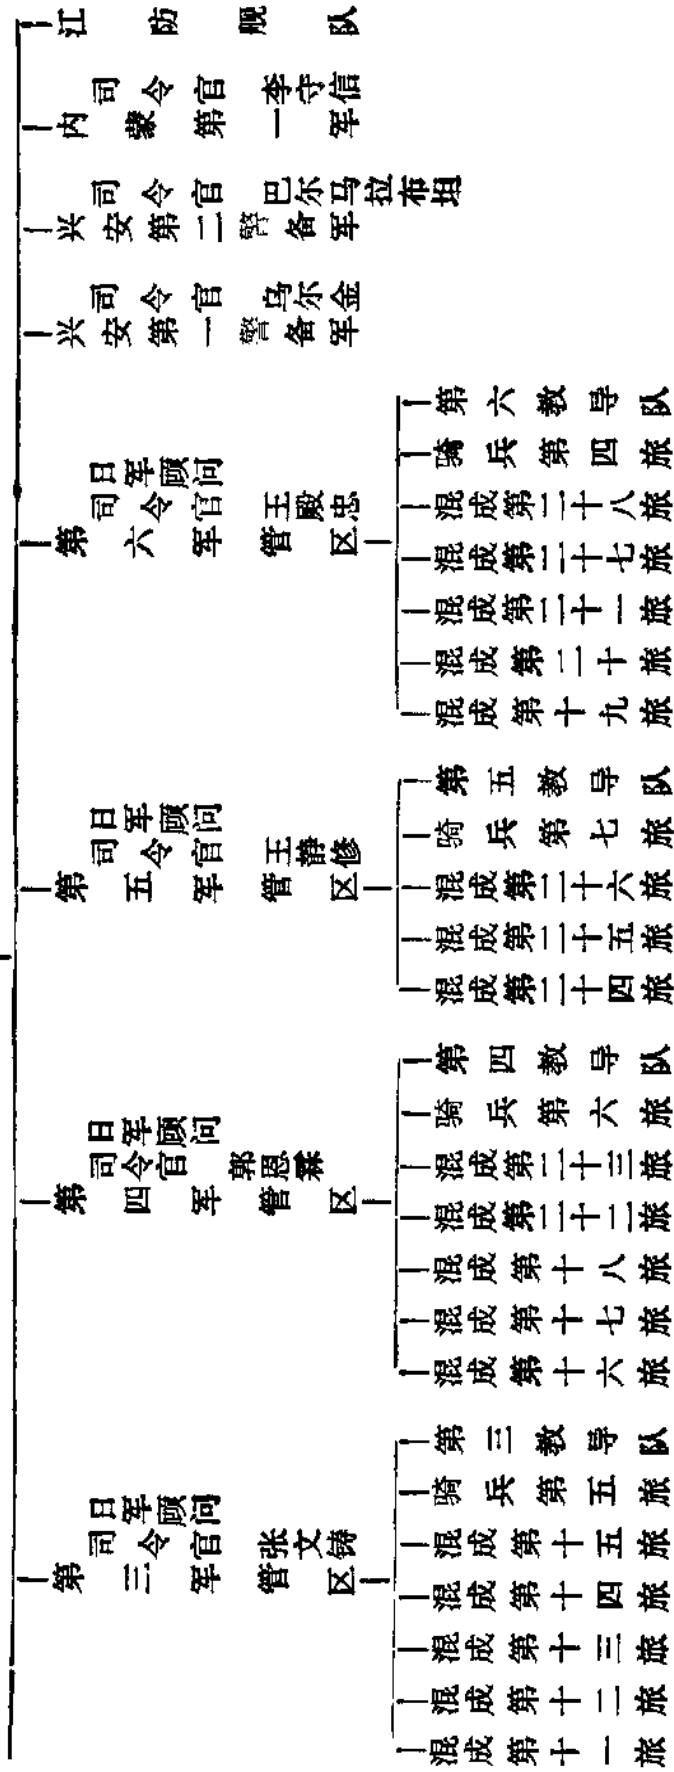 第三军管区
司令官 张文铸
日军顾问
混成第十一旅
混成第十二旅
混成第十三旅
混成第十四旅
混成第十五旅
骑兵第五旅
第三教导队
第四军管区
司令官 郭恩霖
日军顾问
混成第十六旅
混成第十七旅
混成第十八旅
混成第二十二旅
混成第二十三旅
骑兵第六旅
第四教导队
第五军管区
司令官 王静修
日军顾问
混成第二十四旅
混成第二十五旅
混成第二十六旅
骑兵第七旅
第五教导队
第六军管区
司令官 王殿忠
日军顾问
混成第十九旅
混成第二十旅
混成第二十一旅
混成第二十七旅
混成第二十八旅
骑兵第四旅
第六教导队
兴安第一警备军
司令官 乌尔金
兴安第二警备军
司令官 巴尔马拉布坦
内蒙第一军
司令官 李守信
江防舰队